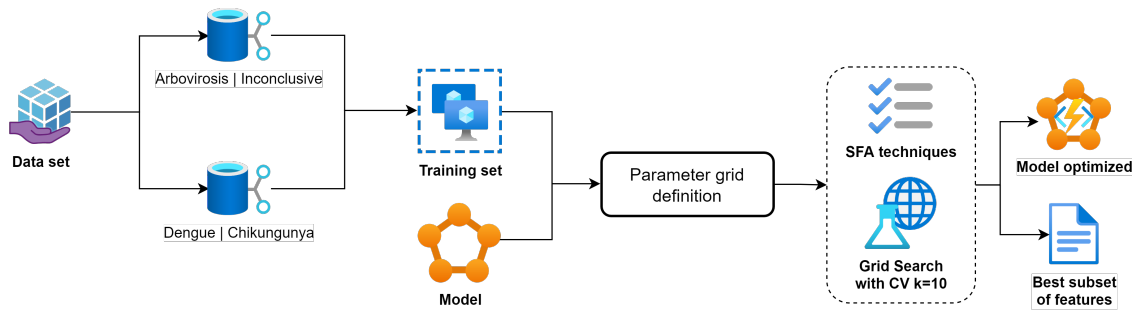 Data set
Arbovirosis | Inconclusive
Dengue | Chikungunya
Training set
Model
Parameter grid
definition
SFA techniques
Grid Search
with CV k=10
Model optimized
Best subset
of features